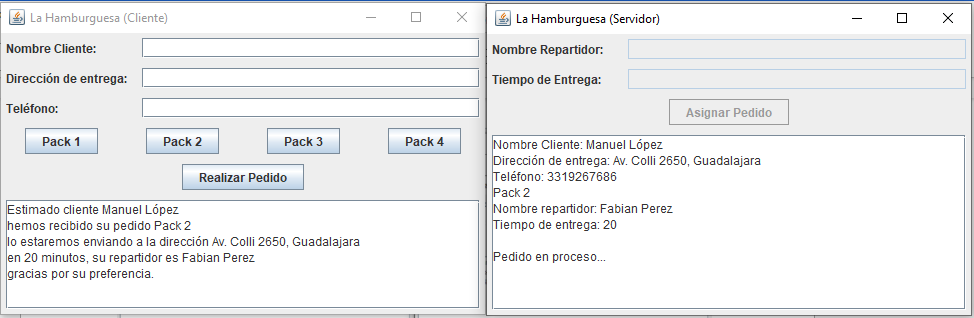 La Hamburguesa (Cliente)
Nombre Cliente:
Dirección de entrega:
Teléfono:
Pack 1
Pack 2
Pack 3
Pack 4
Realizar Pedido
Estimado cliente Manuel López
hemos recibido su pedido Pack 2
lo estaremos enviando a la dirección Av. Colli 2650, Guadalajara
en 20 minutos, su repartidor es Fabian Perez
gracias por su preferencia.
La Hamburguesa (Servidor)
Nombre Repartidor:
Tiempo de Entrega:
Asignar Pedido
Nombre Cliente: Manuel López
Dirección de entrega: Av. Colli 2650, Guadalajara
Teléfono: 3319267686
Pack 2
Nombre repartidor: Fabian Perez
Tiempo de entrega: 20
Pedido en proceso...